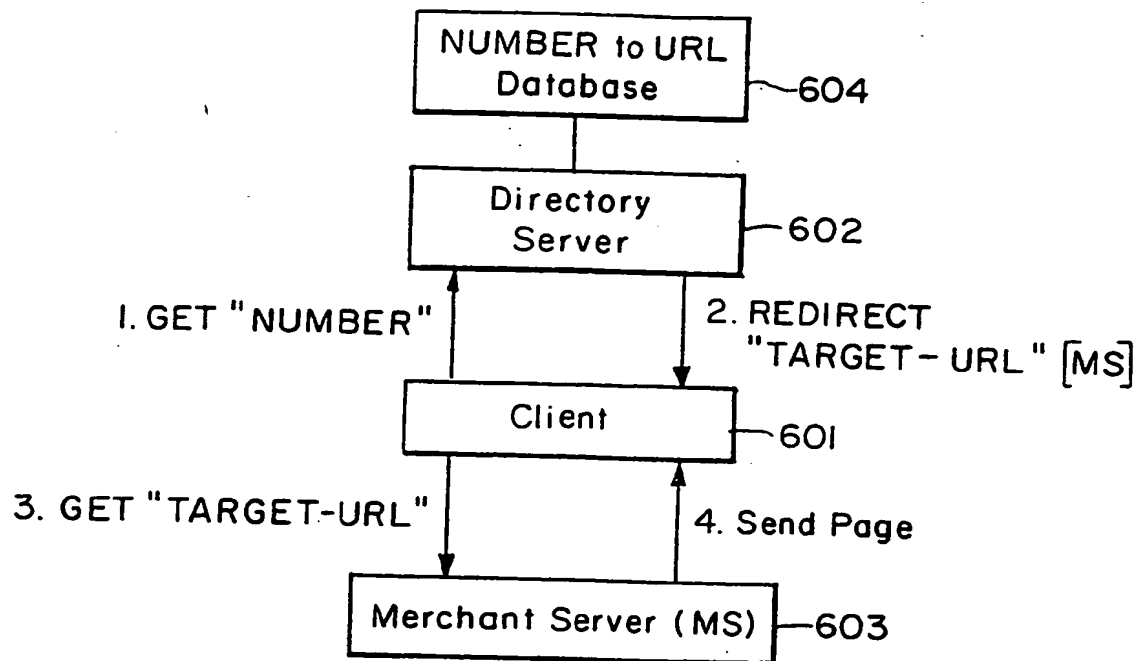 NUMBER to URL
Database
604
Directory
Server
602
1. GET "NUMBER"
2. REDIRECT
"TARGET-URL" [MS]
Client
601
3. GET "TARGET-URL"
4. Send Page
Merchant Server (MS)
603